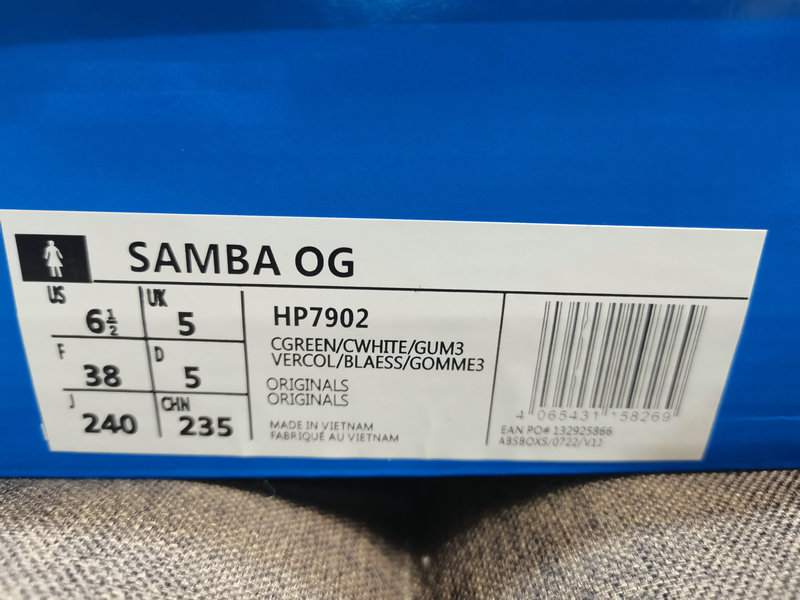 SAMBA OG
US 6½ UK 5
F 38 D 5
J 240 CHN 235
HP7902
CGREEN/CWHITE/GUM3
VERCOL/BLAESS/GOMME3
ORIGINALS
ORIGINALS
MADE IN VIETNAM
FABRIQUÉ AU VIETNAM
4 065431 158269
EAN PO# 132925866
ABSBOXS/0722/V11